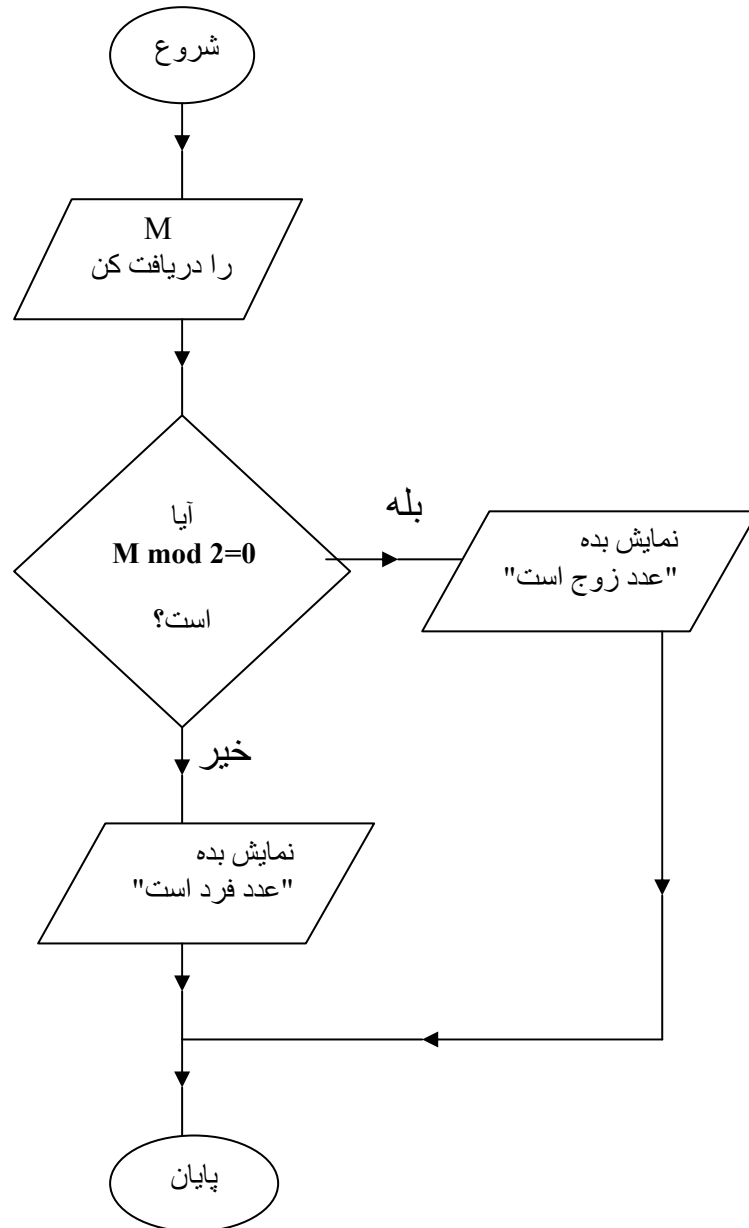 شروع
M
را دریافت کن
آیا
M mod 2=0
است؟
بله
نمایش بده
"عدد زوج است"
خیر
نمایش بده
"عدد فرد است"
پایان